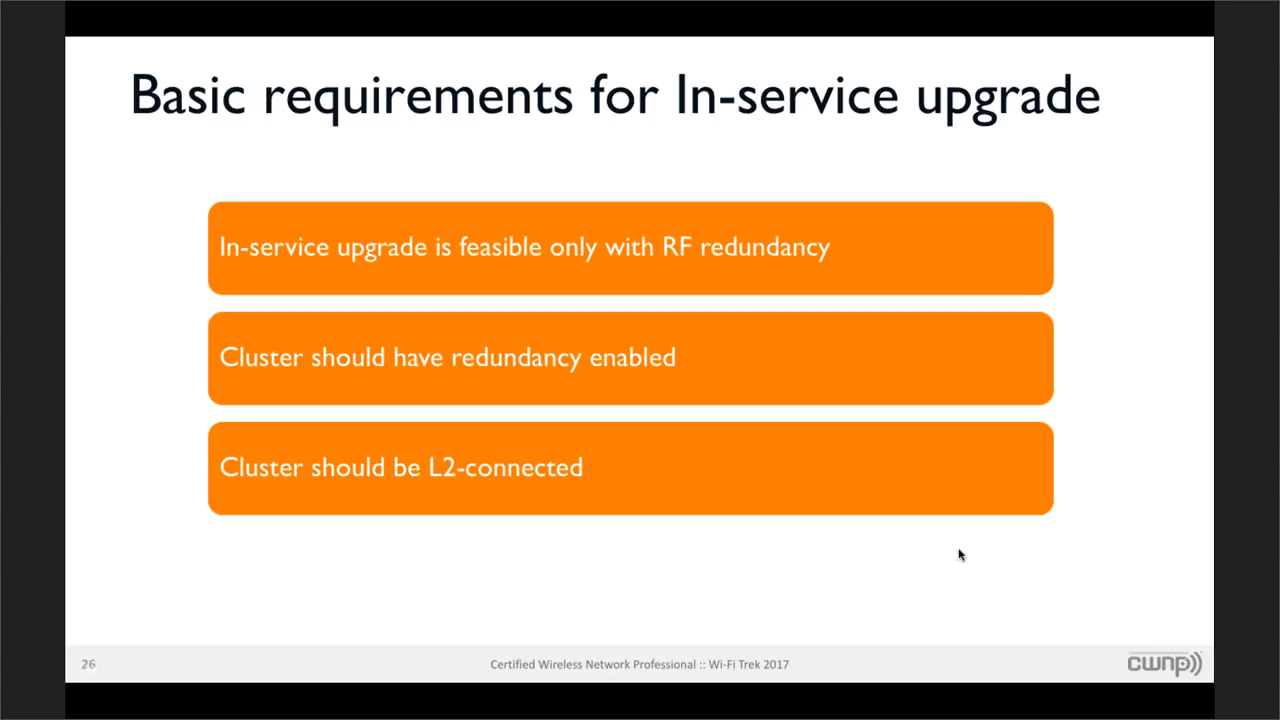 Basic requirements for In-service upgrade
In-service upgrade is feasible only with RF redundancy
Cluster should have redundancy enabled
Cluster should be L2-connected
26
Certified Wireless Network Professional :: Wi-Fi Trek 2017
cwnp